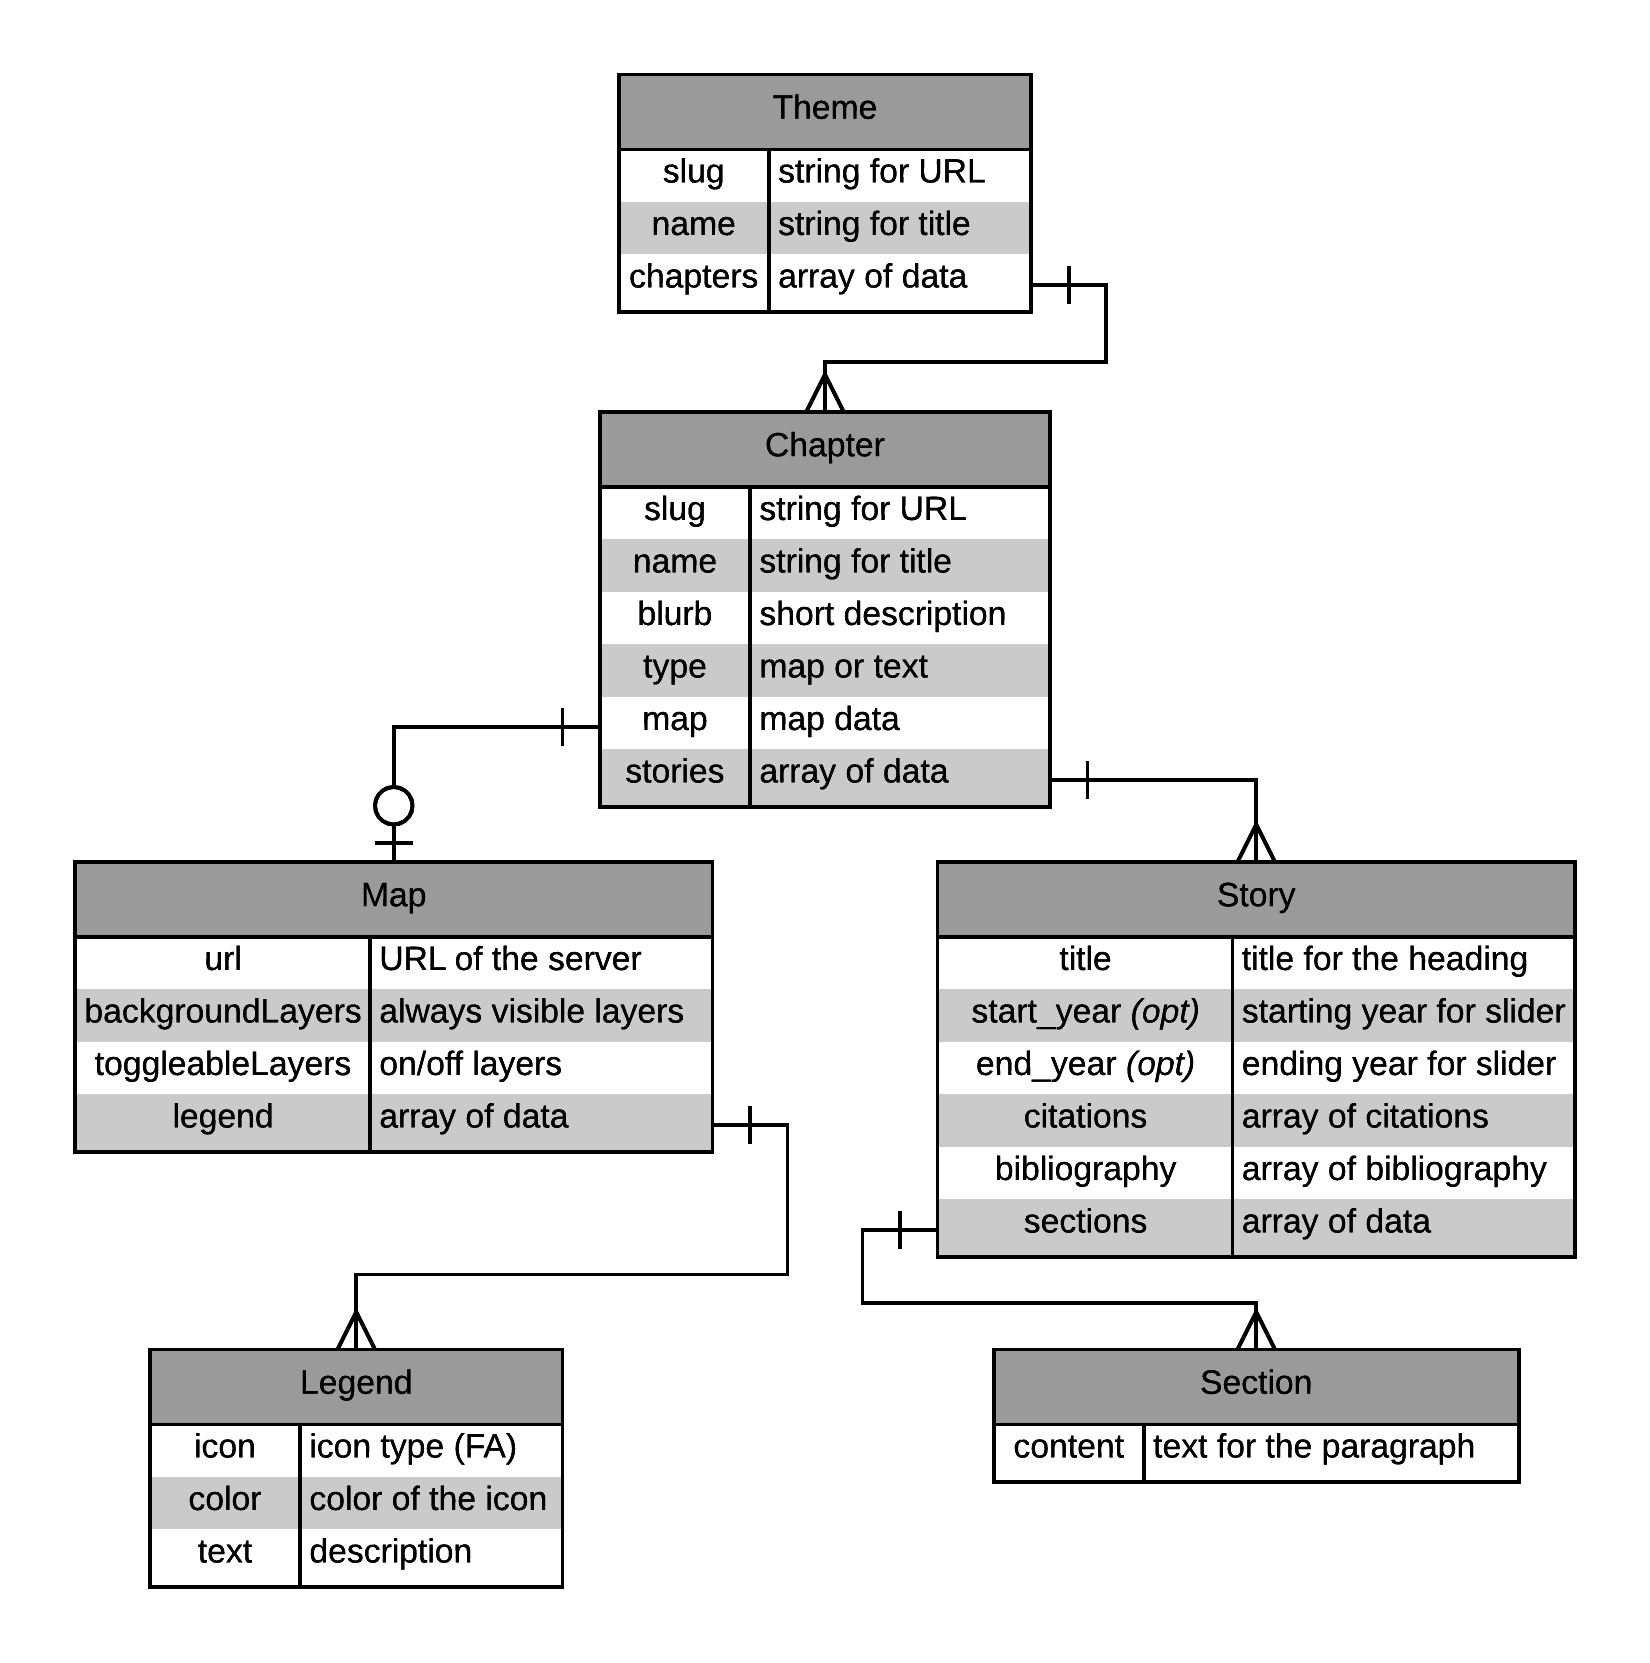 Theme
slug string for URL
name string for title
chapters array of data
Chapter
slug string for URL
name string for title
blurb short description
type map or text
map map data
stories array of data
Map
url URL of the server
backgroundLayers always visible layers
toggleableLayers on/off layers
legend array of data
Story
title title for the heading
start_year (opt) starting year for slider
end_year (opt) ending year for slider
citations array of citations
bibliography array of bibliography
sections array of data
Legend
icon icon type (FA)
color color of the icon
text description
Section
content text for the paragraph